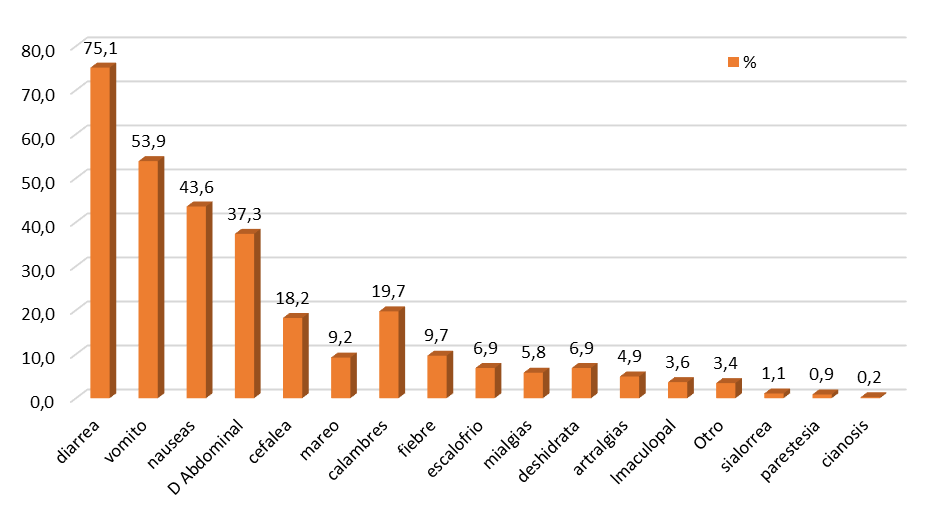 %
80,0
70,0
60,0
50,0
40,0
30,0
20,0
10,0
0,0
75,1
53,9
43,6
37,3
18,2
9,2
19,7
9,7
6,9
5,8
6,9
4,9
3,6
3,4
1,1
0,9
0,2
diarrea
vomito
nauseas
D Abdominal
cefalea
mareo
calambres
fiebre
escalofrio
mialgias
deshidrata
artralgias
lmaculopal
Otro
sialorrea
parestesia
cianosis